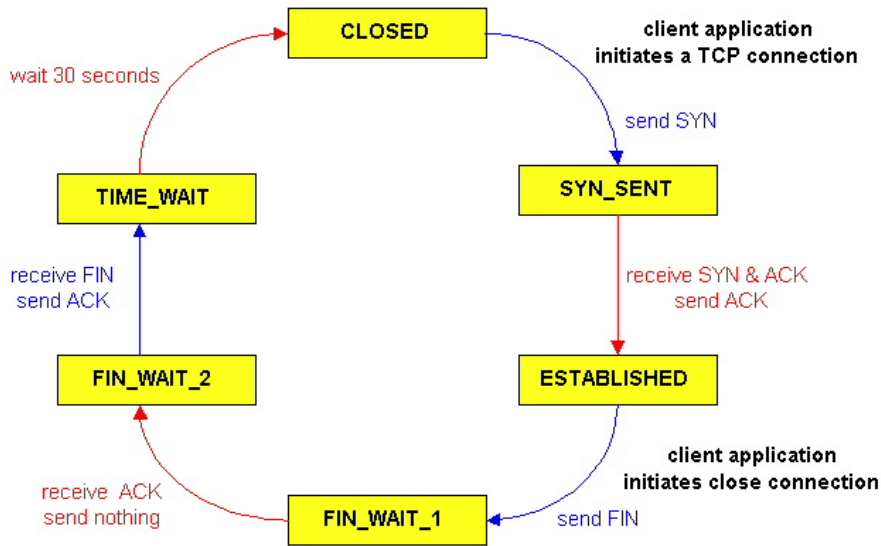 CLOSED
client application
initiates a TCP connection
wait 30 seconds
send SYN
TIME_WAIT
SYN_SENT
receive FIN
send ACK
receive SYN & ACK
send ACK
FIN_WAIT_2
ESTABLISHED
client application
initiates close connection
receive ACK
send nothing
FIN_WAIT_1
send FIN